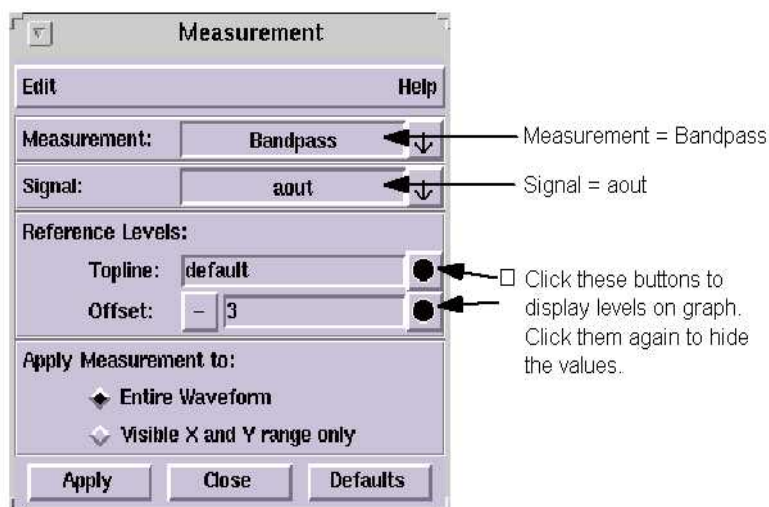 Measurement
Edit Help
Measurement: Bandpass
Measurement = Bandpass
Signal: aout
Signal = aout
Reference Levels:
Topline: default
Offset: - 3
Click these buttons to
display levels on graph.
Click them again to hide
the values.
Apply Measurement to:
Entire Waveform
Visible X and Y range only
Apply Close Defaults